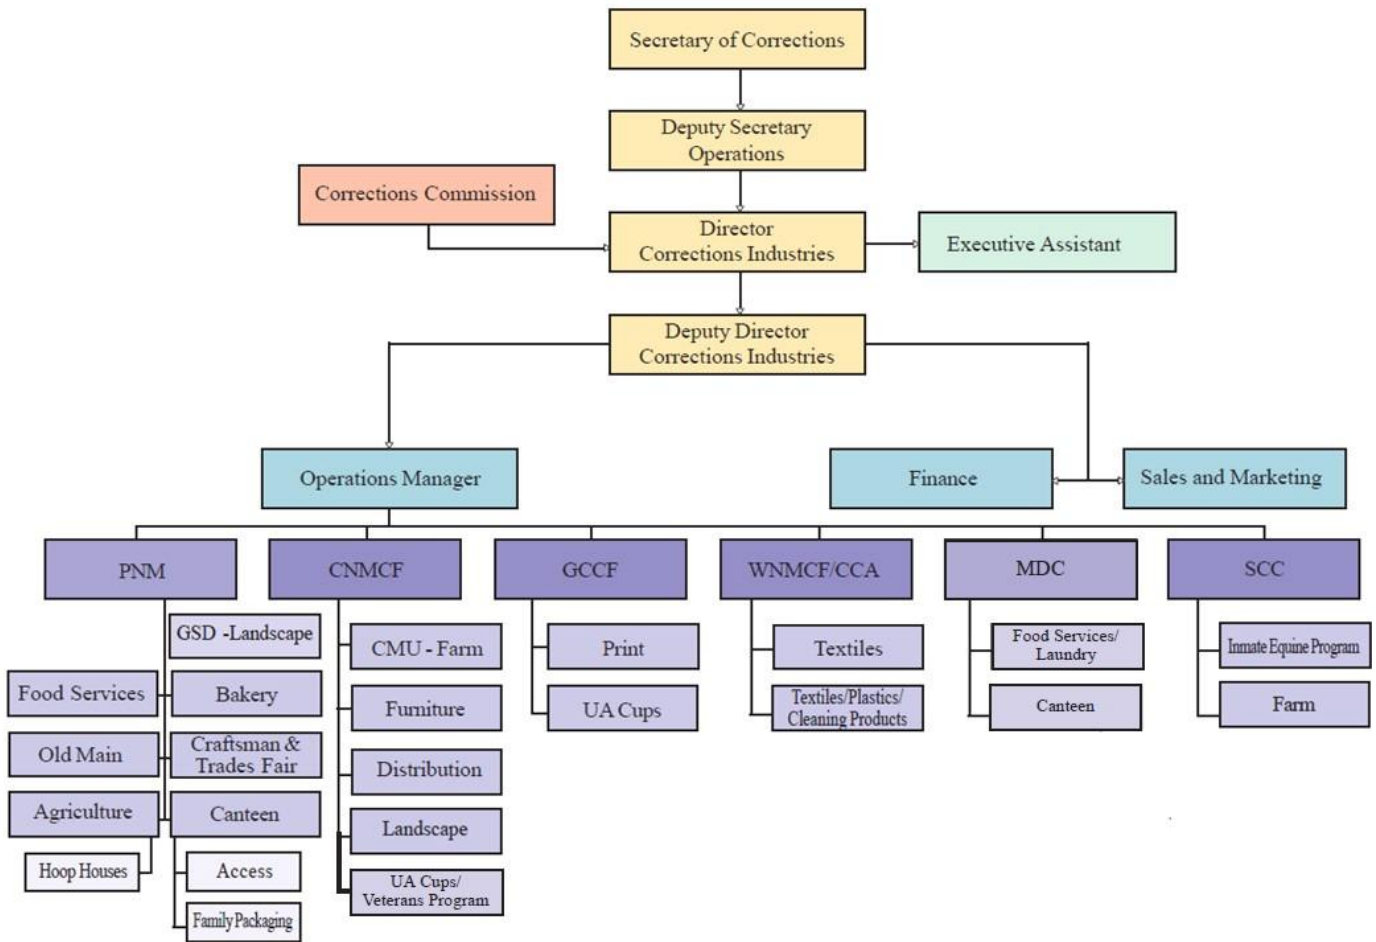 Secretary of Corrections
Deputy Secretary
Operations
Corrections Commission
Director
Corrections Industries
Executive Assistant
Deputy Director
Corrections Industries
Operations Manager
Finance
Sales and Marketing
PNM
CNMCF
GCCF
WNMCF/CCA
MDC
SCC
GSD -Landscape
Food Services
Bakery
Old Main
Craftsman &
Trades Fair
Agriculture
Canteen
Hoop Houses
Access
Family Packaging
CMU - Farm
Furniture
Distribution
Landscape
UA Cups/
Veterans Program
Print
UA Cups
Textiles
Textiles/Plastics/
Cleaning Products
Food Services/
Laundry
Canteen
Inmate Equine Program
Farm